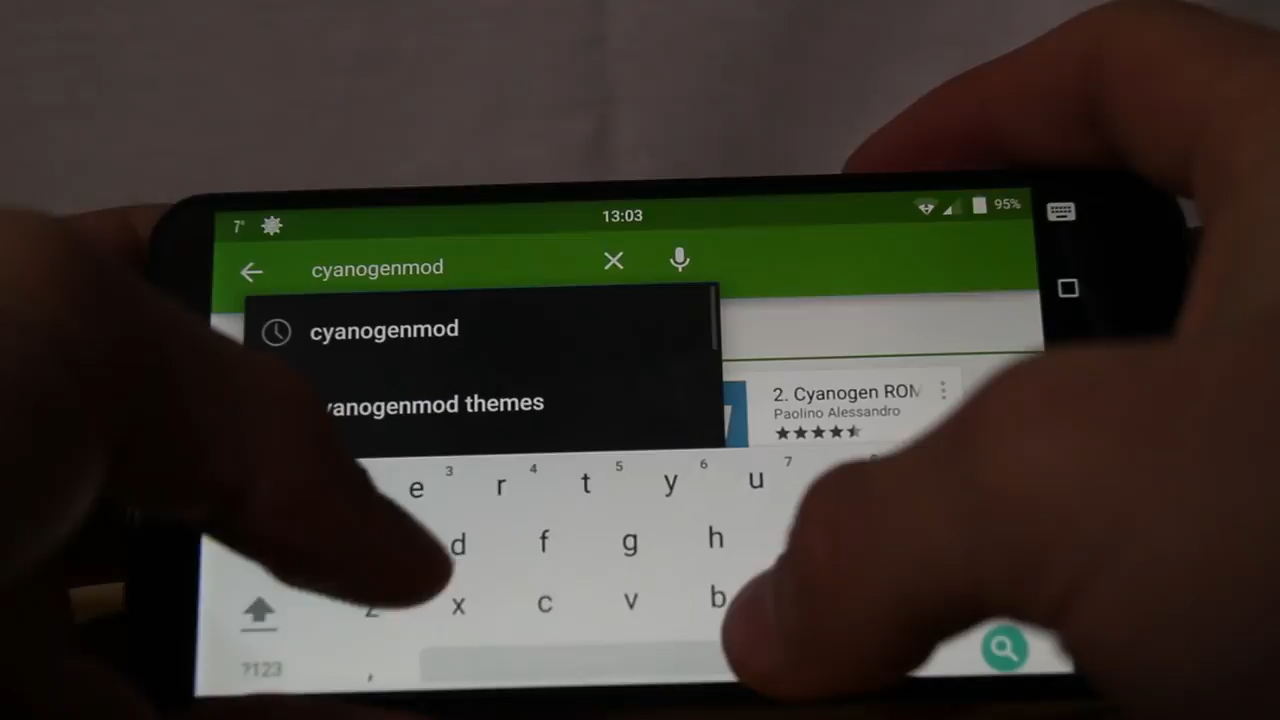 7°
13:03
95%
cyanogenmod
cyanogenmod
yanogenmod themes
2. Cyanogen ROM
Paolino Alessandro
3 4 5 6 7
e r t y u
d f g h
z x c v b
?123 ,